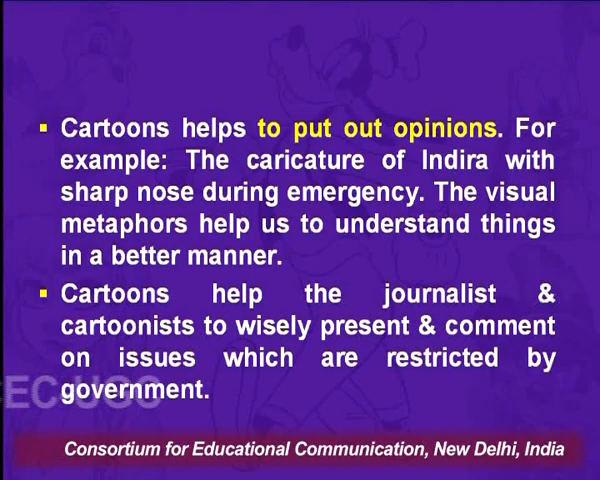 Cartoons helps to put out opinions. For
example: The caricature of Indira with
sharp nose during emergency. The visual
metaphors help us to understand things
in a better manner.
Cartoons help the journalist &
cartoonists to wisely present & comment
on issues which are restricted by
government.
CEC-UGC
Consortium for Educational Communication, New Delhi, India